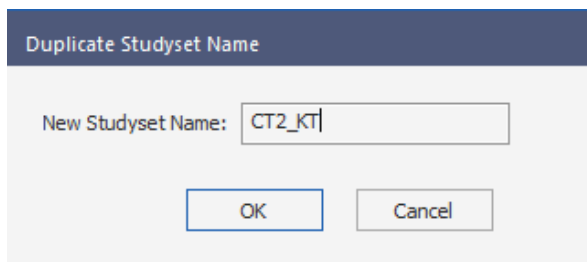 Duplicate Studyset Name
New Studyset Name: CT2_KT
OK Cancel